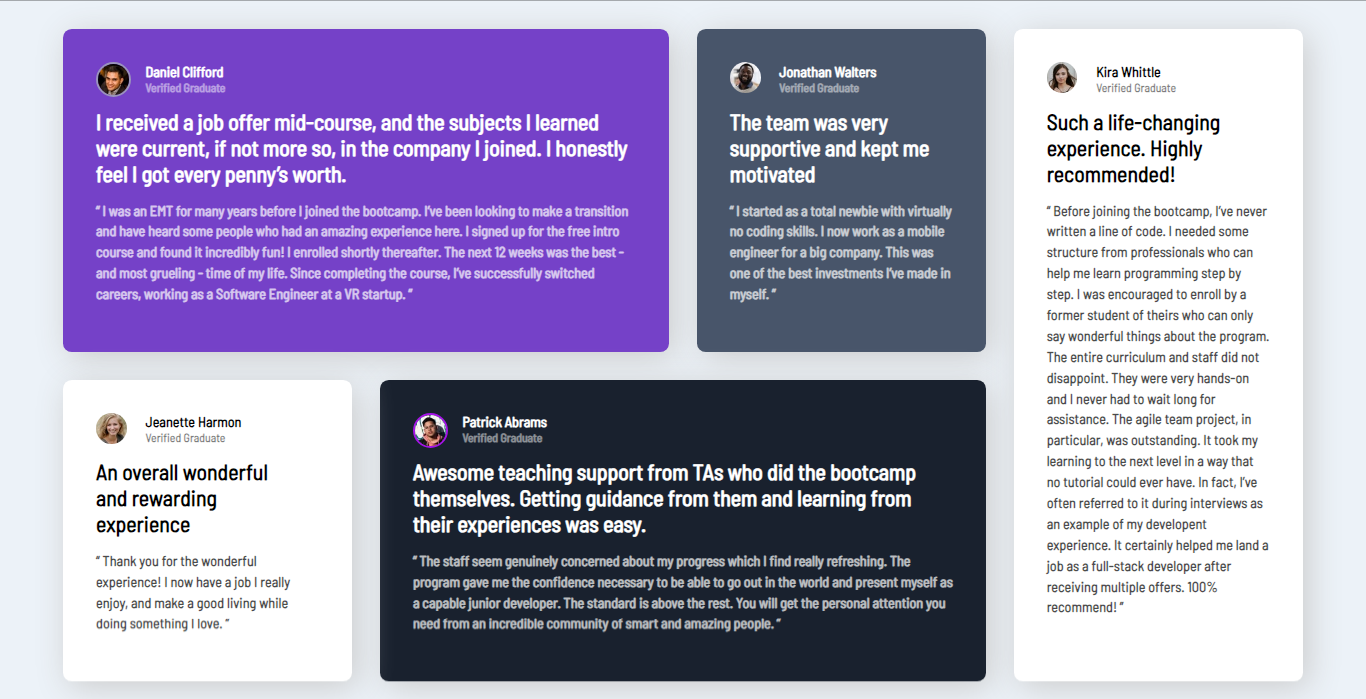 Daniel Clifford
Verified Graduate
I received a job offer mid-course, and the subjects I learned
were current, if not more so, in the company I joined. I honestly
feel I got every penny’s worth.
“ I was an EMT for many years before I joined the bootcamp. I’ve been looking to make a transition
and have heard some people who had an amazing experience here. I signed up for the free intro
course and found it incredibly fun! I enrolled shortly thereafter. The next 12 weeks was the best -
and most grueling - time of my life. Since completing the course, I’ve successfully switched
careers, working as a Software Engineer at a VR startup. ”
Jonathan Walters
Verified Graduate
The team was very
supportive and kept me
motivated
“ I started as a total newbie with virtually
no coding skills. I now work as a mobile
engineer for a big company. This was
one of the best investments I’ve made in
myself. ”
Kira Whittle
Verified Graduate
Such a life-changing
experience. Highly
recommended!
“ Before joining the bootcamp, I’ve never
written a line of code. I needed some
structure from professionals who can
help me learn programming step by
step. I was encouraged to enroll by a
former student of theirs who can only
say wonderful things about the program.
The entire curriculum and staff did not
disappoint. They were very hands-on
and I never had to wait long for
assistance. The agile team project, in
particular, was outstanding. It took my
learning to the next level in a way that
no tutorial could ever have. In fact, I’ve
often referred to it during interviews as
an example of my developent
experience. It certainly helped me land a
job as a full-stack developer after
receiving multiple offers. 100%
recommend! ”
Jeanette Harmon
Verified Graduate
An overall wonderful
and rewarding
experience
“ Thank you for the wonderful
experience! I now have a job I really
enjoy, and make a good living while
doing something I love. ”
Patrick Abrams
Verified Graduate
Awesome teaching support from TAs who did the bootcamp
themselves. Getting guidance from them and learning from
their experiences was easy.
“ The staff seem genuinely concerned about my progress which I find really refreshing. The
program gave me the confidence necessary to be able to go out in the world and present myself as
a capable junior developer. The standard is above the rest. You will get the personal attention you
need from an incredible community of smart and amazing people. ”